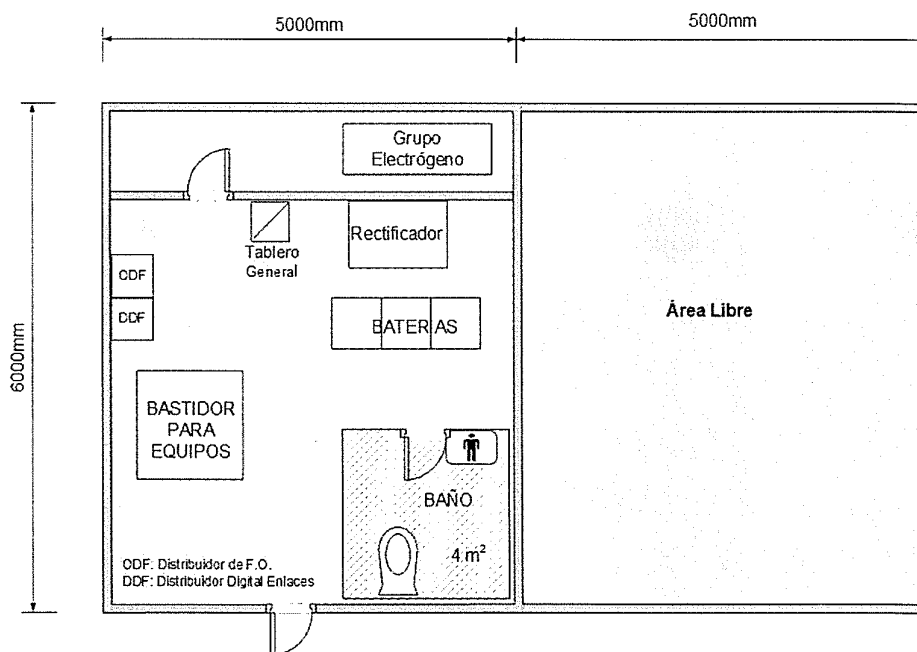 5000mm
5000mm
6000mm
Grupo
Electrógeno
Tablero
General
Rectificador
ODF
DDF
BATERIAS
Área Libre
BASTIDOR
PARA
EQUIPOS
BAÑO
4 m²
ODF: Distribuidor de F.O.
DDF: Distribuidor Digital Enlaces